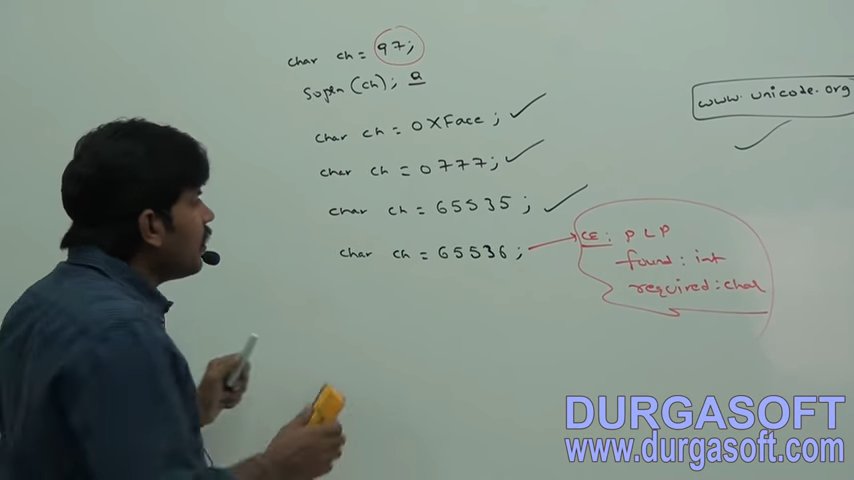 char ch = 97;
Sopln(ch); a
char ch = 0XFace;
char ch = 0777;
char ch = 65535;
char ch = 65536;
CE: PLP
found: int
required: char
www.unicode.org
DURGASOFT
www.durgasoft.com